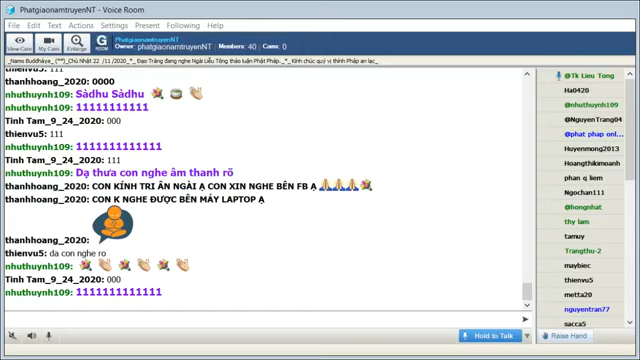 PhatgiaonamtruyenNT - Voice Room
File Edit Text Actions Settings Present Following Help
View Cam
My Cam
Enlarge
G
ROOM
PhatgiaonamtruyenNT
Owner: phatgiaonamtruyenNT Members: 40 Cams: 0
_Namo Buddhàya_ (**)_Chủ Nhật 22 /11 /2020_*_ Đạo Tràng đang nghe Ngài Liễu Tông thảo luận Phật Pháp._*_Kính chúc quý vị thính Pháp an lạc_
thienvu5: 111
thanhhoang_2020: 0000
nhuthuynh109: Sàdhu Sàdhu
nhuthuynh109: 11111111111
Tinh Tam_9_24_2020: 000
thienvu5: 111
nhuthuynh109: 1111111111111
Tinh Tam_9_24_2020: 111
nhuthuynh109: Dạ thưa con nghe âm thanh rõ
thanhhoang_2020: CON KÍNH TRI ÂN NGÀI Ạ CON XIN NGHE BÊN FB Ạ
thanhhoang_2020: CON K NGHE ĐƯỢC BÊN MÁY LAPTOP Ạ
thanhhoang_2020:
thienvu5: da con nghe ro
nhuthuynh109:
Tinh Tam_9_24_2020: 000
nhuthuynh109: 1111111111111
@Tk Lieu Tong
Ha0420
@nhuthuynh109
@NguyenTrang04
@phat phap onl...
Huyenmong2013
Hoangthikimoanh
phan q liem
Ngochan111
@hongnhat
thy lam
tamuy
Trangthu-2
maybiec
thienvu5
metta20
nguyentran77
sacca5
Hold to Talk
Raise Hand